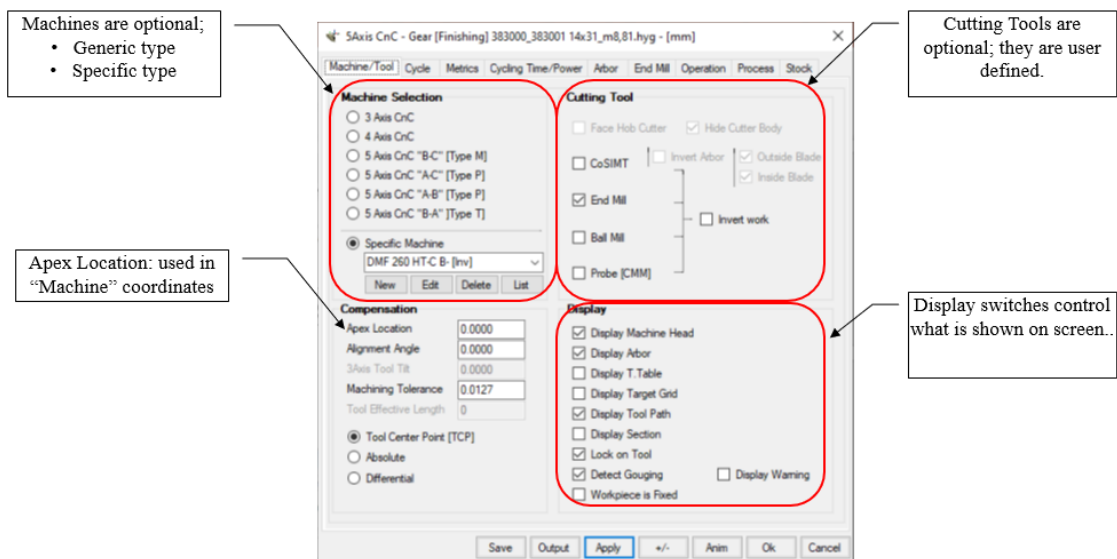 Machines are optional;
• Generic type
• Specific type
Cutting Tools are
optional; they are user
defined.
Apex Location: used in
“Machine” coordinates
Display switches control
what is shown on screen..
5Axis CnC - Gear [Finishing] 383000_383001 14x31_m8,81.hyg - [mm]
Machine/Tool Cycle Metrics Cycling Time/Power Arbor End Mill Operation Process Stock
Machine Selection
3 Axis CnC
4 Axis CnC
5 Axis CnC "B-C" [Type M]
5 Axis CnC "A-C" [Type P]
5 Axis CnC "A-B" [Type P]
5 Axis CnC "B-A" [Type T]
Specific Machine
DMF 260 HT-C B- [Inv]
New Edit Delete List
Cutting Tool
Face Hob Cutter Hide Cutter Body
CoSIMT Invert Arbor Outside Blade
Inside Blade
End Mill
Invert work
Ball Mill
Probe [CMM]
Compensation
Apex Location 0.0000
Alignment Angle 0.0000
3Axis Tool Tilt 0.0000
Machining Tolerance 0.0127
Tool Effective Length 0
Tool Center Point [TCP]
Absolute
Differential
Display
Display Machine Head
Display Arbor
Display T.Table
Display Target Grid
Display Tool Path
Display Section
Lock on Tool
Detect Gouging Display Warning
Workpiece is Fixed
Save Output Apply +/- Anim Ok Cancel